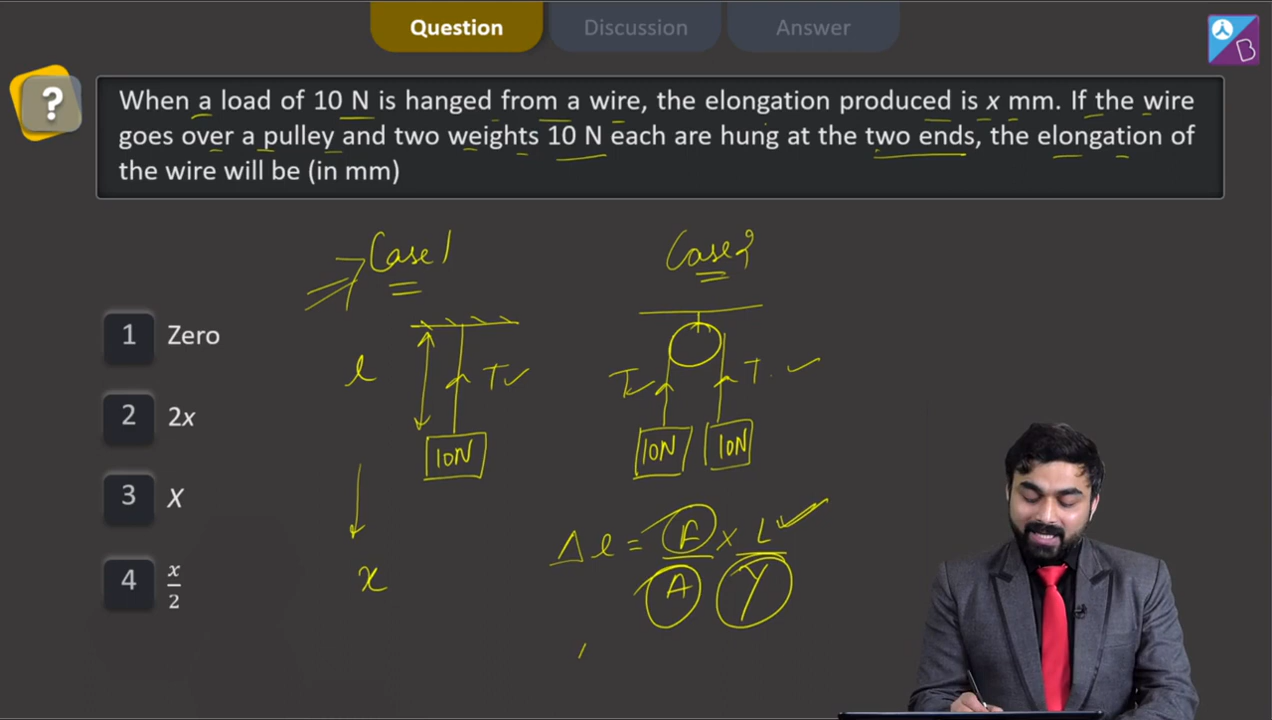 Question
Discussion
Answer
B
?
When a load of 10 N is hanged from a wire, the elongation produced is x mm. If the wire
goes over a pulley and two weights 10 N each are hung at the two ends, the elongation of
the wire will be (in mm)
Case 1
Case 2
1 Zero
2 2x
3 X
4 x/2
l
T
T
T
10N
10N
10N
x
Δl = F/A × L/Y